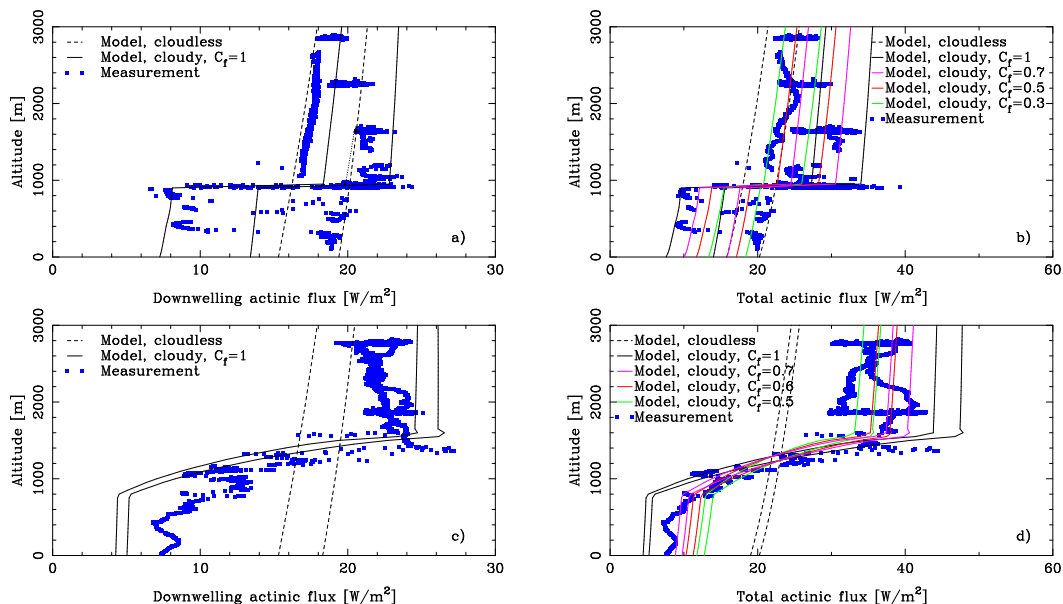 Model, cloudless
Model, cloudy, C_f=1
Measurement
Altitude [m]
0
1000
2000
3000
a)
0
10
20
30
Downwelling actinic flux [W/m²]
Model, cloudless
Model, cloudy, C_f=1
Model, cloudy, C_f=0.7
Model, cloudy, C_f=0.5
Model, cloudy, C_f=0.3
Measurement
Altitude [m]
0
1000
2000
3000
b)
0
20
40
60
Total actinic flux [W/m²]
Model, cloudless
Model, cloudy, C_f=1
Measurement
Altitude [m]
0
1000
2000
3000
c)
0
10
20
30
Downwelling actinic flux [W/m²]
Model, cloudless
Model, cloudy, C_f=1
Model, cloudy, C_f=0.7
Model, cloudy, C_f=0.6
Model, cloudy, C_f=0.5
Measurement
Altitude [m]
0
1000
2000
3000
d)
0
20
40
60
Total actinic flux [W/m²]